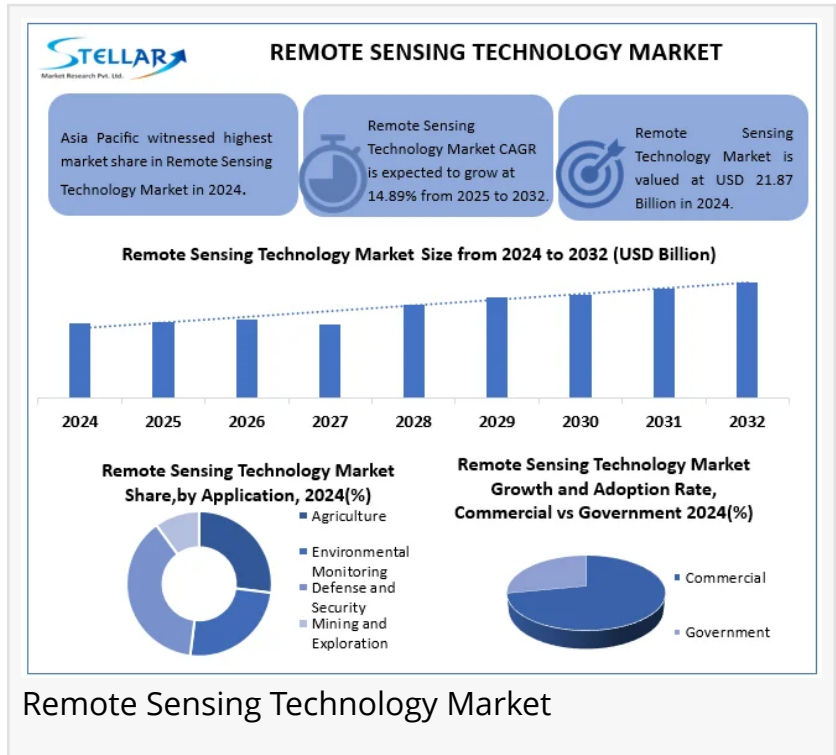 STELLAR
Market Research Pvt. Ltd.
REMOTE SENSING TECHNOLOGY MARKET
Asia Pacific witnessed highest
market share in Remote Sensing
Technology Market in 2024.
Remote Sensing
Technology Market CAGR
is expected to grow at
14.89% from 2025 to 2032.
Remote Sensing
Technology Market is
valued at USD 21.87
Billion in 2024.
Remote Sensing Technology Market Size from 2024 to 2032 (USD Billion)
2024 2025 2026 2027 2028 2029 2030 2031 2032
Remote Sensing Technology Market
Share,by Application, 2024(%)
Agriculture
Environmental
Monitoring
Defense and
Security
Mining and
Exploration
Remote Sensing Technology Market
Growth and Adoption Rate,
Commercial vs Government 2024(%)
Commercial
Government
Remote Sensing Technology Market